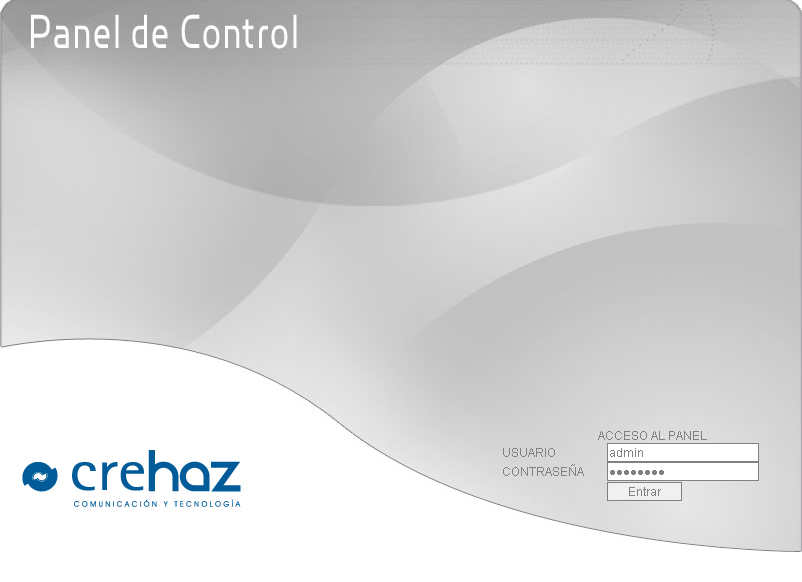 Panel de Control
ACCESO AL PANEL
USUARIO
admin
CONTRASEÑA
••••••••
Entrar
crehaz
COMUNICACIÓN Y TECNOLOGÍA